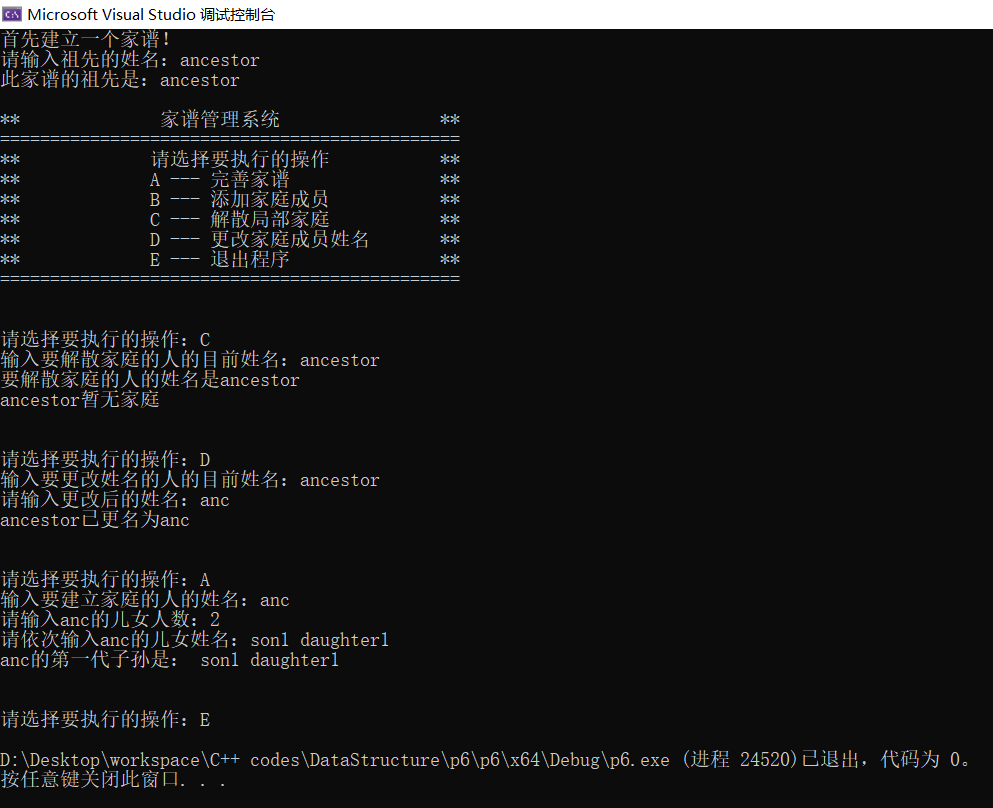 Microsoft Visual Studio 调试控制台
首先建立一个家谱!
请输入祖先的姓名: ancestor
此家谱的祖先是: ancestor
** 家谱管理系统 **
==============================================
** 请选择要执行的操作 **
** A --- 完善家谱 **
** B --- 添加家庭成员 **
** C --- 解散局部家庭 **
** D --- 更改家庭成员姓名 **
** E --- 退出程序 **
==============================================
请选择要执行的操作: C
输入要解散家庭的人的目前姓名: ancestor
要解散家庭的人的姓名是ancestor
ancestor暂无家庭
请选择要执行的操作: D
输入要更改姓名的人的目前姓名: ancestor
请输入更改后的姓名: anc
ancestor已更名为anc
请选择要执行的操作: A
输入要建立家庭的人的姓名: anc
请输入anc的儿女人数: 2
请依次输入anc的儿女姓名: son1 daughter1
anc的第一代子孙是: son1 daughter1
请选择要执行的操作: E
D:\Desktop\workspace\C++ codes\DataStructure\p6\p6\x64\Debug\p6.exe (进程 24520)已退出，代码为 0。
按任意键关闭此窗口. . .